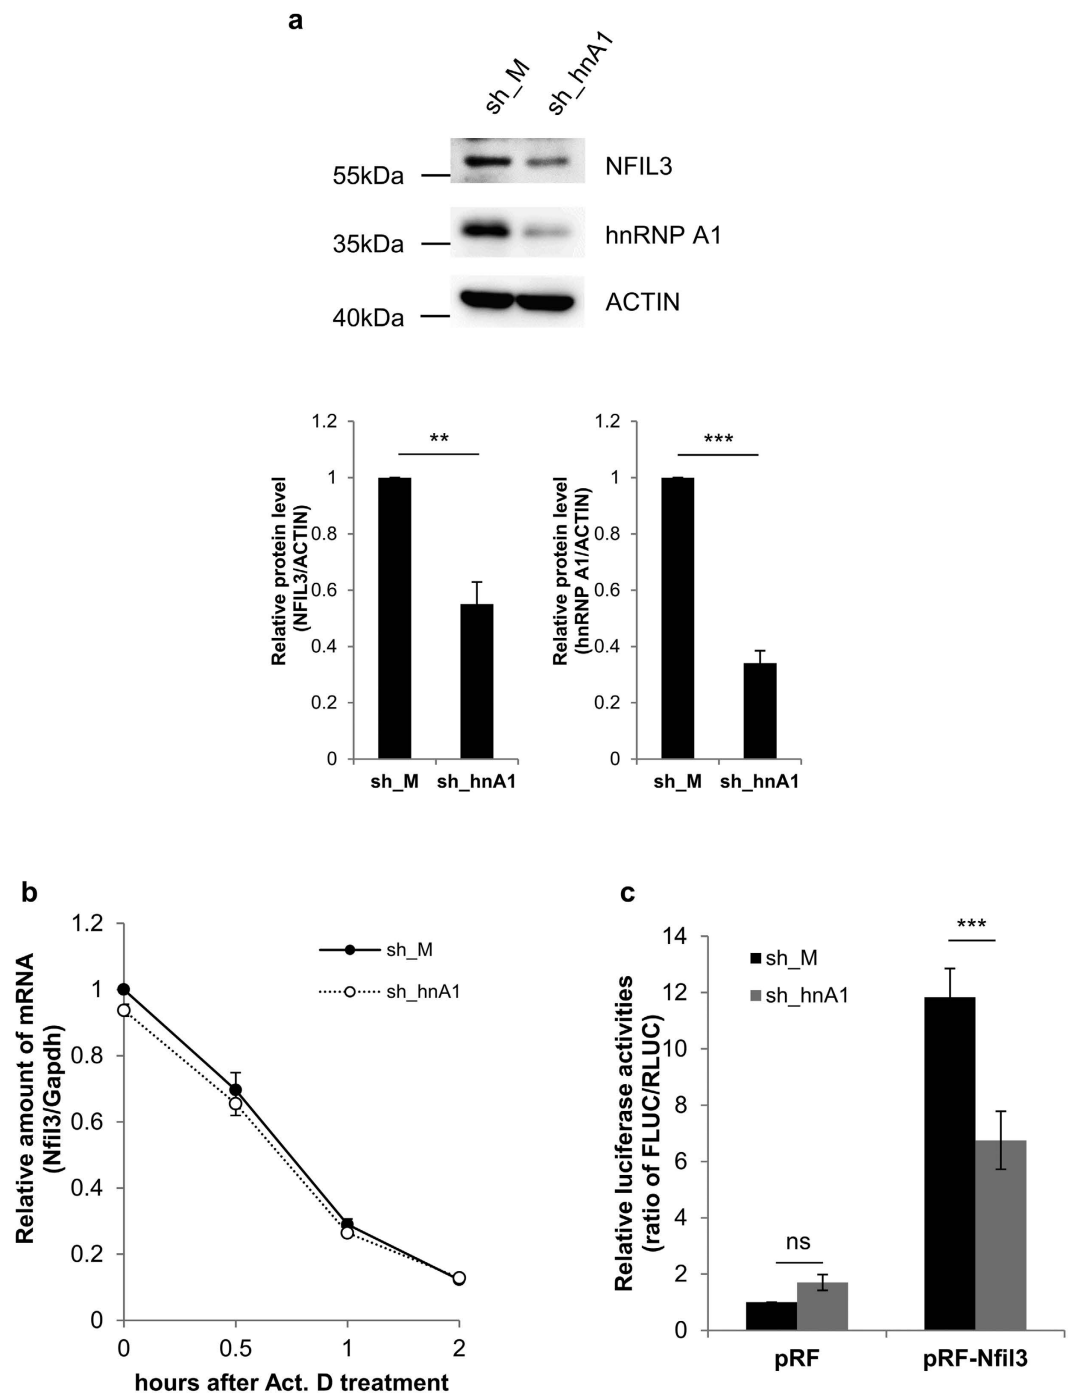 a
sh_M
sh_hnA1
NFIL3
55kDa
hnRNP A1
35kDa
ACTIN
40kDa
Relative protein level
(NFIL3/ACTIN)
1.2
1
0.8
0.6
0.4
0.2
0
**
sh_M sh_hnA1
Relative protein level
(hnRNP A1/ACTIN)
1.2
1
0.8
0.6
0.4
0.2
0
***
sh_M sh_hnA1
b
Relative amount of mRNA
(Nfil3/Gapdh)
1.2
1
0.8
0.6
0.4
0.2
0
sh_M
sh_hnA1
0 0.5 1 2
hours after Act. D treatment
c
Relative luciferase activities
(ratio of FLUC/RLUC)
14
12
10
8
6
4
2
0
sh_M
sh_hnA1
***
ns
pRF pRF-Nfil3